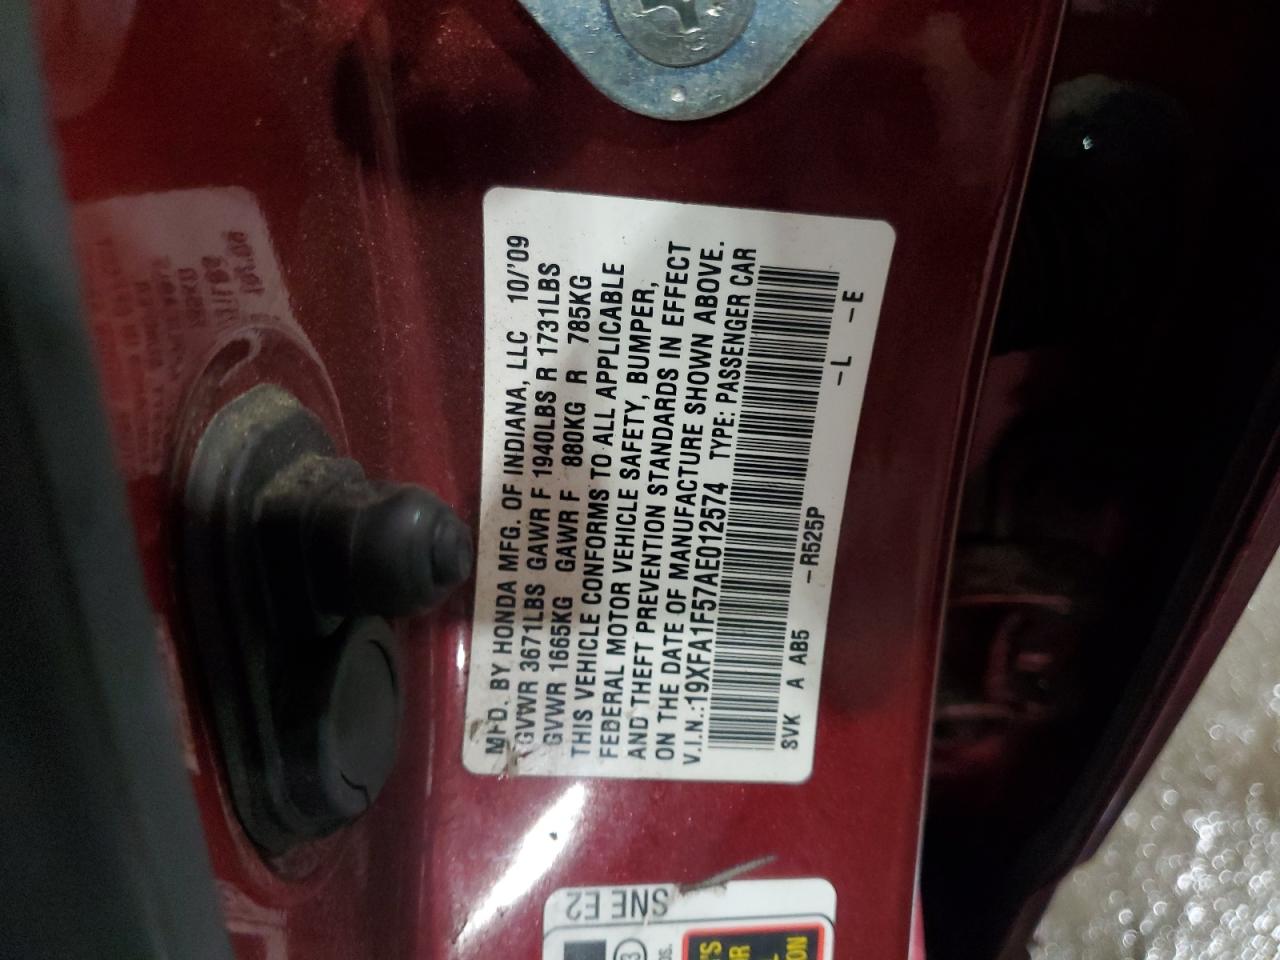 MFD. BY HONDA MFG. OF INDIANA, LLC 10/'09
GVWR 3671LBS GAWR F 1940LBS R 1731LBS
GVWR 1665KG GAWR F 880KG R 785KG
THIS VEHICLE CONFORMS TO ALL APPLICABLE
FEDERAL MOTOR VEHICLE SAFETY, BUMPER,
AND THEFT PREVENTION STANDARDS IN EFFECT
ON THE DATE OF MANUFACTURE SHOWN ABOVE.
V.I.N.:19XFA1F57AE012574 TYPE: PASSENGER CAR
SVK A AB5 –R525P –L –E
SNE E2